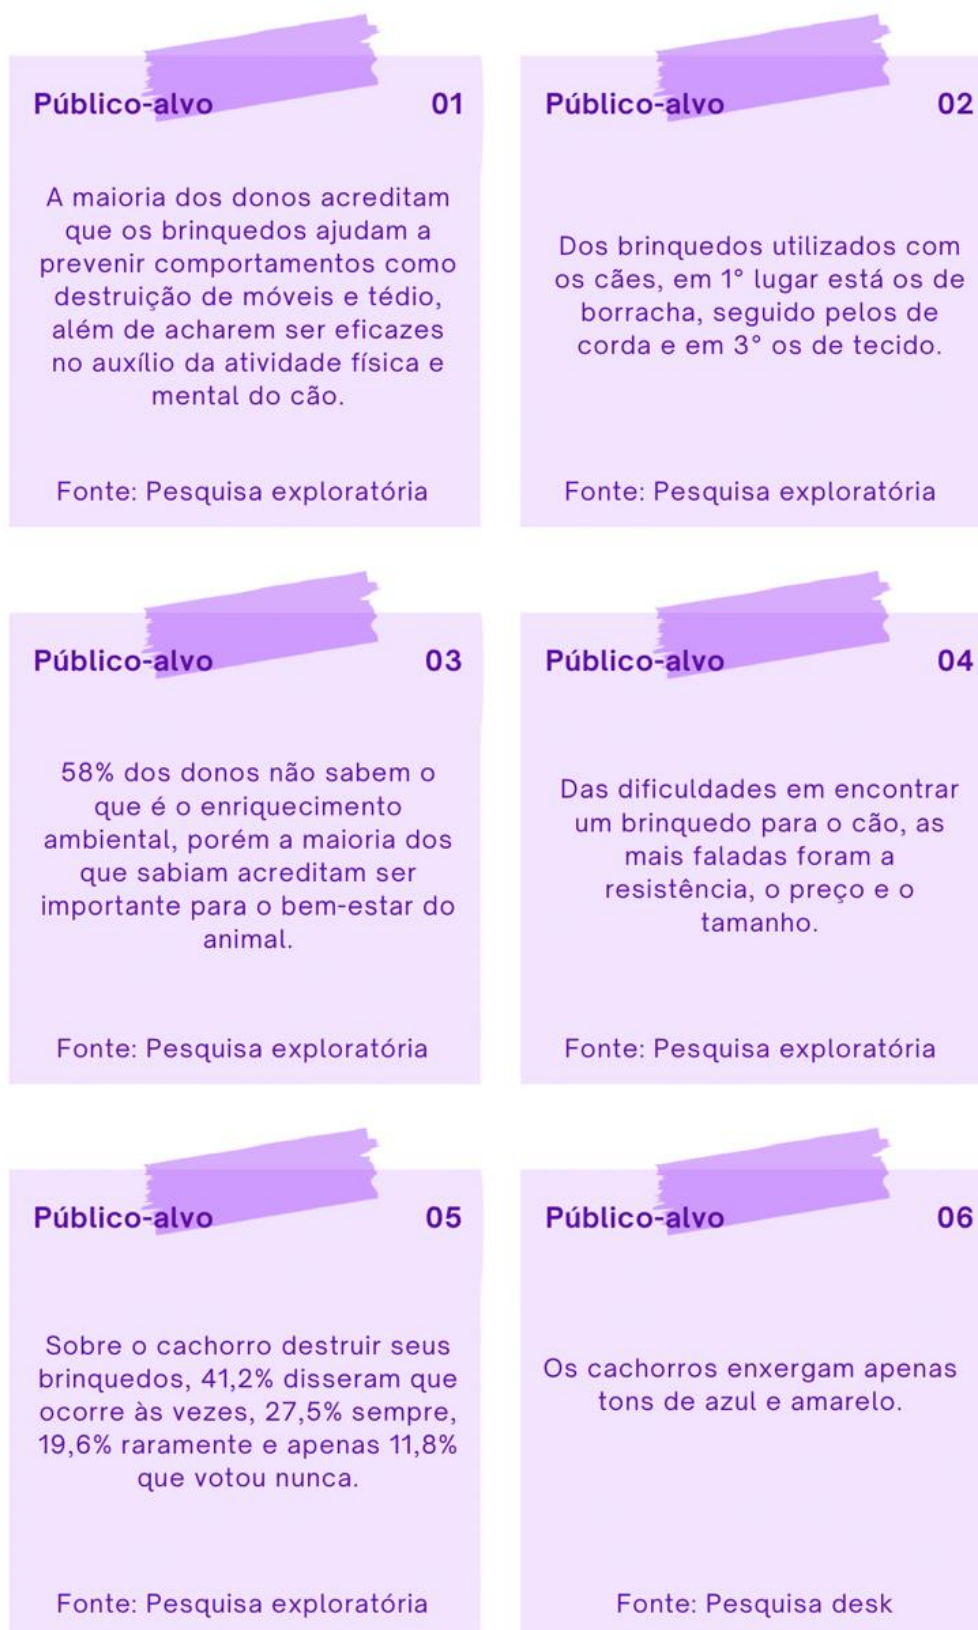 Público-alvo 01
A maioria dos donos acreditam
que os brinquedos ajudam a
prevenir comportamentos como
destruição de móveis e tédio,
além de acharem ser eficazes
no auxílio da atividade física e
mental do cão.
Fonte: Pesquisa exploratória
Público-alvo 02
Dos brinquedos utilizados com
os cães, em 1° lugar está os de
borracha, seguido pelos de
corda e em 3° os de tecido.
Fonte: Pesquisa exploratória
Público-alvo 03
58% dos donos não sabem o
que é o enriquecimento
ambiental, porém a maioria dos
que sabiam acreditam ser
importante para o bem-estar do
animal.
Fonte: Pesquisa exploratória
Público-alvo 04
Das dificuldades em encontrar
um brinquedo para o cão, as
mais faladas foram a
resistência, o preço e o
tamanho.
Fonte: Pesquisa exploratória
Público-alvo 05
Sobre o cachorro destruir seus
brinquedos, 41,2% disseram que
ocorre às vezes, 27,5% sempre,
19,6% raramente e apenas 11,8%
que votou nunca.
Fonte: Pesquisa exploratória
Público-alvo 06
Os cachorros enxergam apenas
tons de azul e amarelo.
Fonte: Pesquisa desk